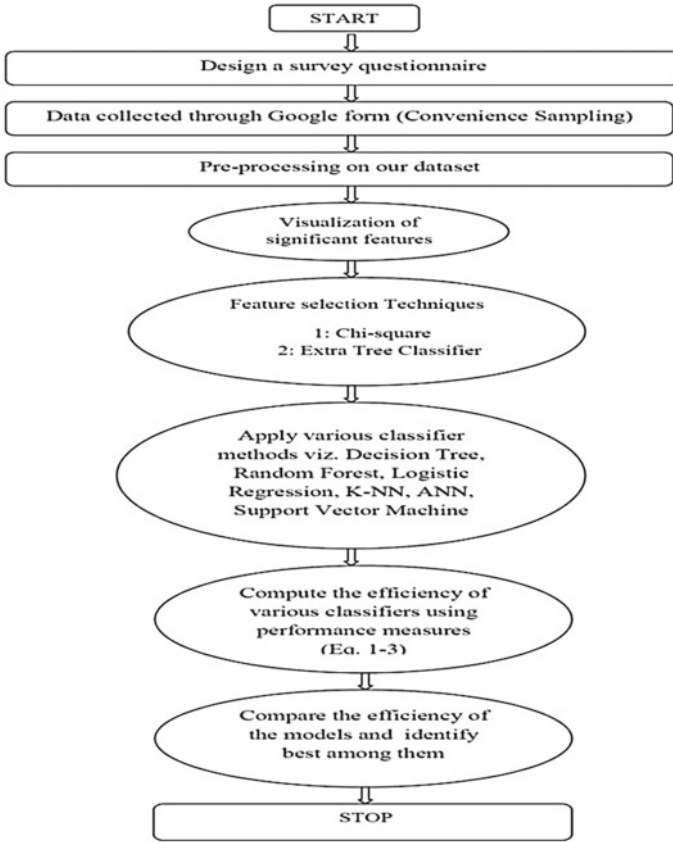 START
Design a survey questionnaire
Data collected through Google form (Convenience Sampling)
Pre-processing on our dataset
Visualization of
significant features
Feature selection Techniques
1: Chi-square
2: Extra Tree Classifier
Apply various classifier
methods viz. Decision Tree,
Random Forest, Logistic
Regression, K-NN, ANN,
Support Vector Machine
Compute the efficiency of
various classifiers using
performance measures
(Eq. 1-3)
Compare the efficiency of
the models and identify
best among them
STOP